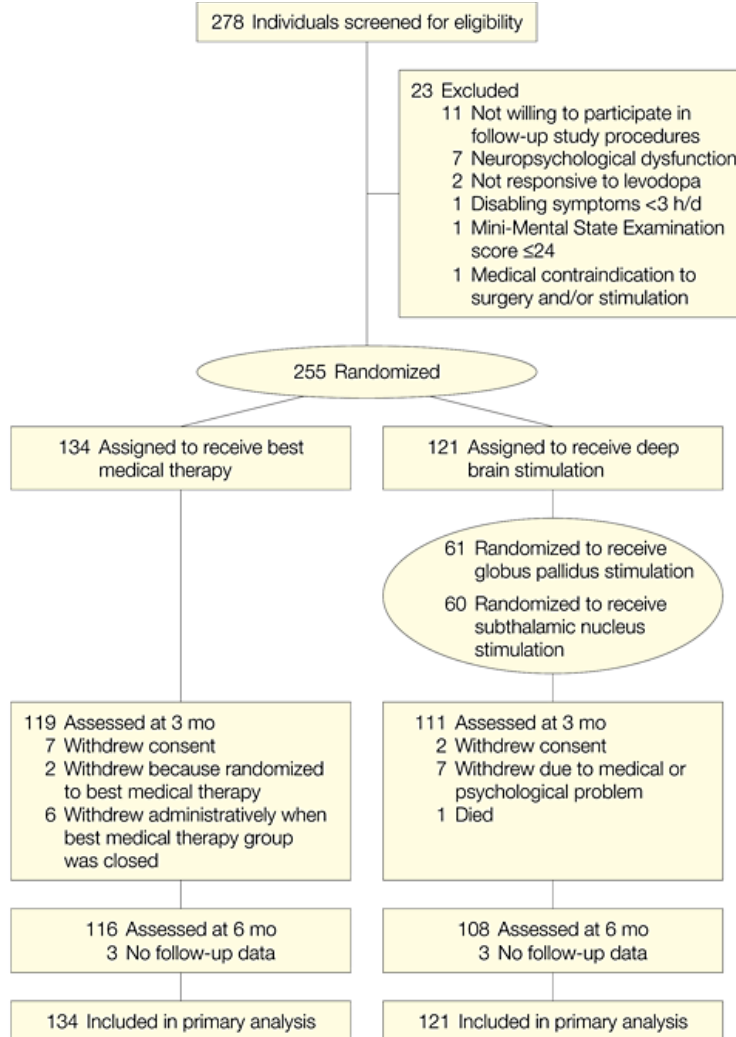 278 Individuals screened for eligibility
23 Excluded
11 Not willing to participate in
follow-up study procedures
7 Neuropsychological dysfunction
2 Not responsive to levodopa
1 Disabling symptoms <3 h/d
1 Mini-Mental State Examination
score ≤24
1 Medical contraindication to
surgery and/or stimulation
255 Randomized
134 Assigned to receive best
medical therapy
121 Assigned to receive deep
brain stimulation
61 Randomized to receive
globus pallidus stimulation
60 Randomized to receive
subthalamic nucleus
stimulation
119 Assessed at 3 mo
7 Withdrew consent
2 Withdrew because randomized
to best medical therapy
6 Withdrew administratively when
best medical therapy group
was closed
111 Assessed at 3 mo
2 Withdrew consent
7 Withdrew due to medical or
psychological problem
1 Died
116 Assessed at 6 mo
3 No follow-up data
108 Assessed at 6 mo
3 No follow-up data
134 Included in primary analysis
121 Included in primary analysis